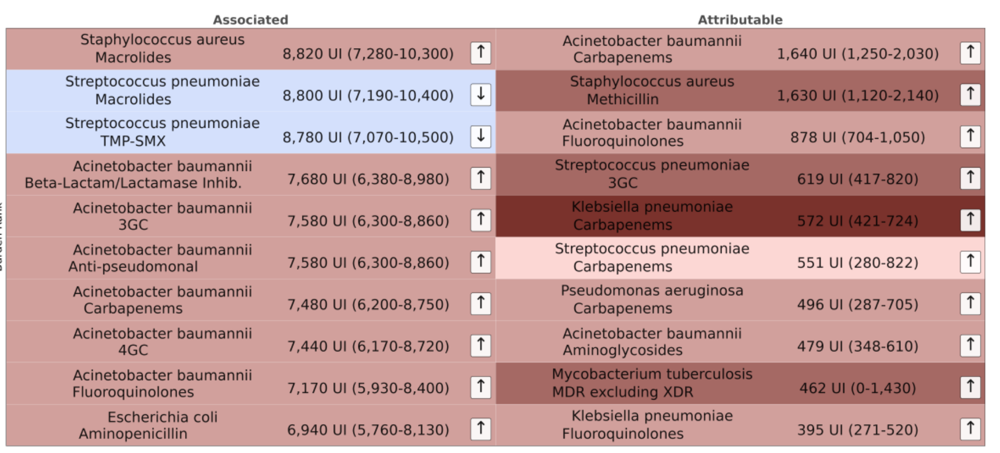 Associated Attributable
Staphylococcus aureus
Macrolides 8,820 UI (7,280-10,300) ↑
Acinetobacter baumannii
Carbapenems 1,640 UI (1,250-2,030) ↑
Streptococcus pneumoniae
Macrolides 8,800 UI (7,190-10,400) ↓
Staphylococcus aureus
Methicillin 1,630 UI (1,120-2,140) ↑
Streptococcus pneumoniae
TMP-SMX 8,780 UI (7,070-10,500) ↓
Acinetobacter baumannii
Fluoroquinolones 878 UI (704-1,050) ↑
Acinetobacter baumannii
Beta-Lactam/Lactamase Inhib. 7,680 UI (6,380-8,980) ↑
Streptococcus pneumoniae
3GC 619 UI (417-820) ↑
Acinetobacter baumannii
3GC 7,580 UI (6,300-8,860) ↑
Klebsiella pneumoniae
Carbapenems 572 UI (421-724) ↑
Acinetobacter baumannii
Anti-pseudomonal 7,580 UI (6,300-8,860) ↑
Streptococcus pneumoniae
Carbapenems 551 UI (280-822) ↑
Acinetobacter baumannii
Carbapenems 7,480 UI (6,200-8,750) ↑
Pseudomonas aeruginosa
Carbapenems 496 UI (287-705) ↑
Acinetobacter baumannii
4GC 7,440 UI (6,170-8,720) ↑
Acinetobacter baumannii
Aminoglycosides 479 UI (348-610) ↑
Acinetobacter baumannii
Fluoroquinolones 7,170 UI (5,930-8,400) ↑
Mycobacterium tuberculosis
MDR excluding XDR 462 UI (0-1,430) ↑
Escherichia coli
Aminopenicillin 6,940 UI (5,760-8,130) ↑
Klebsiella pneumoniae
Fluoroquinolones 395 UI (271-520) ↑